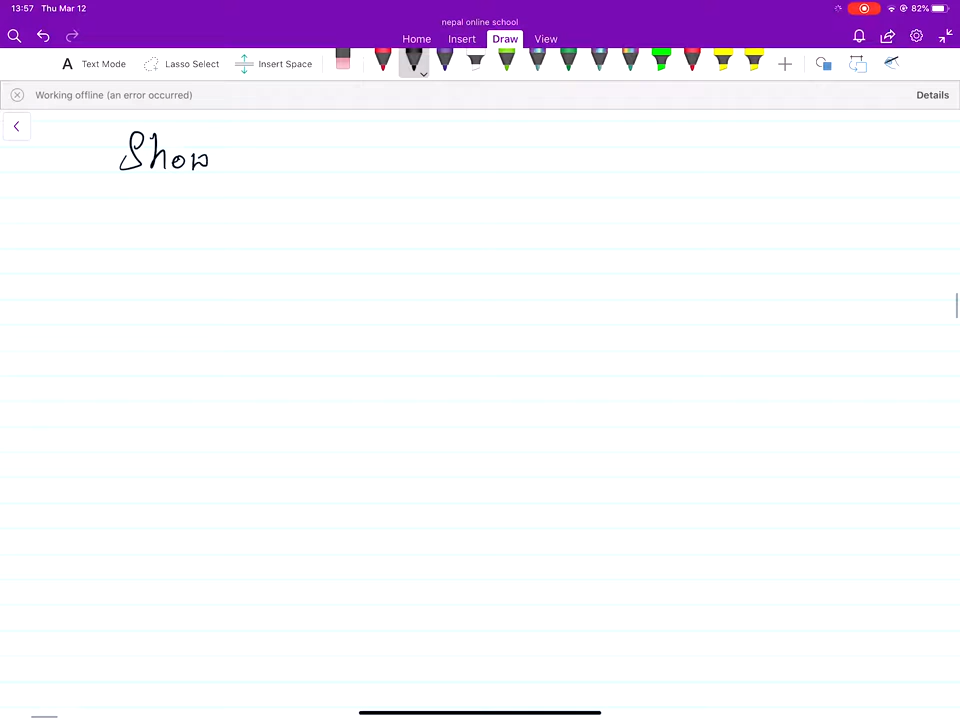 13:57 Thu Mar 12
82%
nepal online school
Home Insert Draw View
A Text Mode Lasso Select Insert Space
Working offline (an error occurred) Details
Show